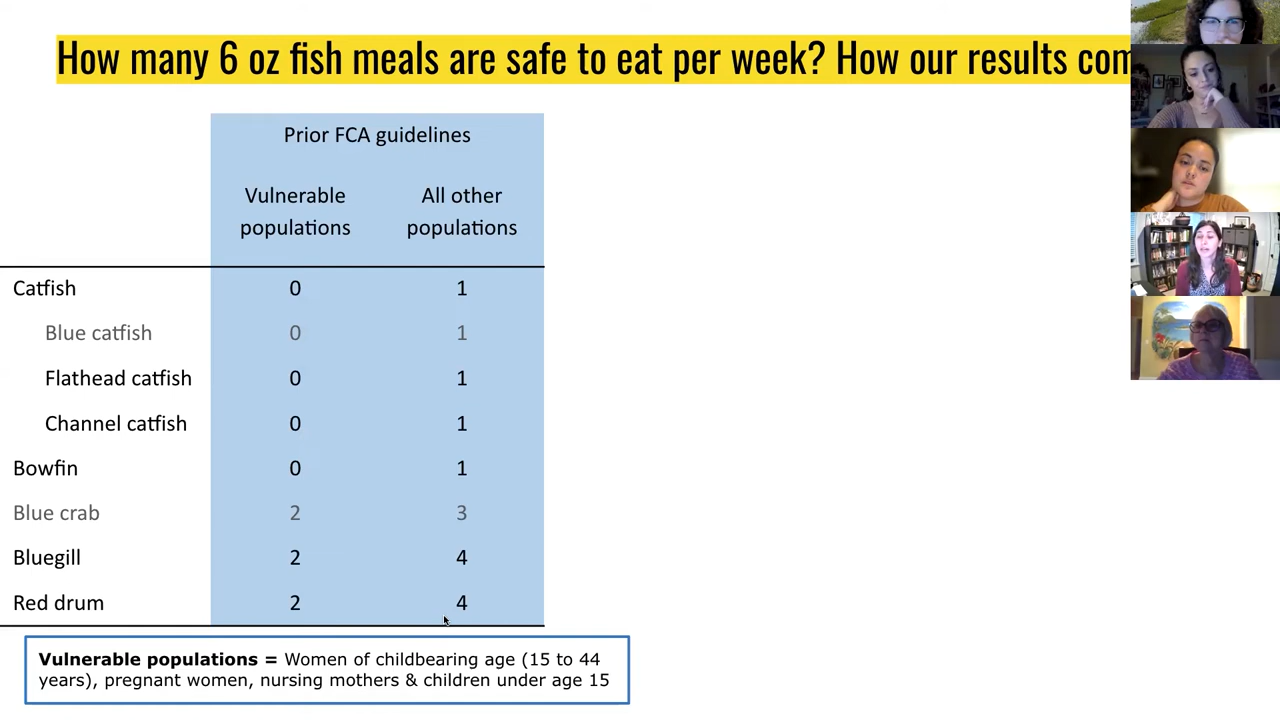 How many 6 oz fish meals are safe to eat per week? How our results com
Prior FCA guidelines
Vulnerable populations
All other populations
Catfish 0 1
Blue catfish 0 1
Flathead catfish 0 1
Channel catfish 0 1
Bowfin 0 1
Blue crab 2 3
Bluegill 2 4
Red drum 2 4
Vulnerable populations = Women of childbearing age (15 to 44
years), pregnant women, nursing mothers & children under age 15